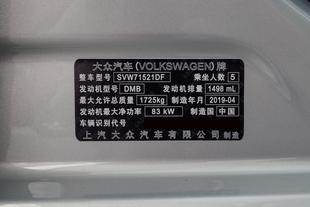 大众汽车(VOLKSWAGEN)牌
整车型号 SVW71521DF 乘坐人数 5
发动机型号 DMB 发动机排量 1498 mL
最大允许总质量 1725kg 制造年月 2019-04
发动机最大净功率 83 kW 制造国 中国
车辆识别代号
上汽大众汽车有限公司 制造